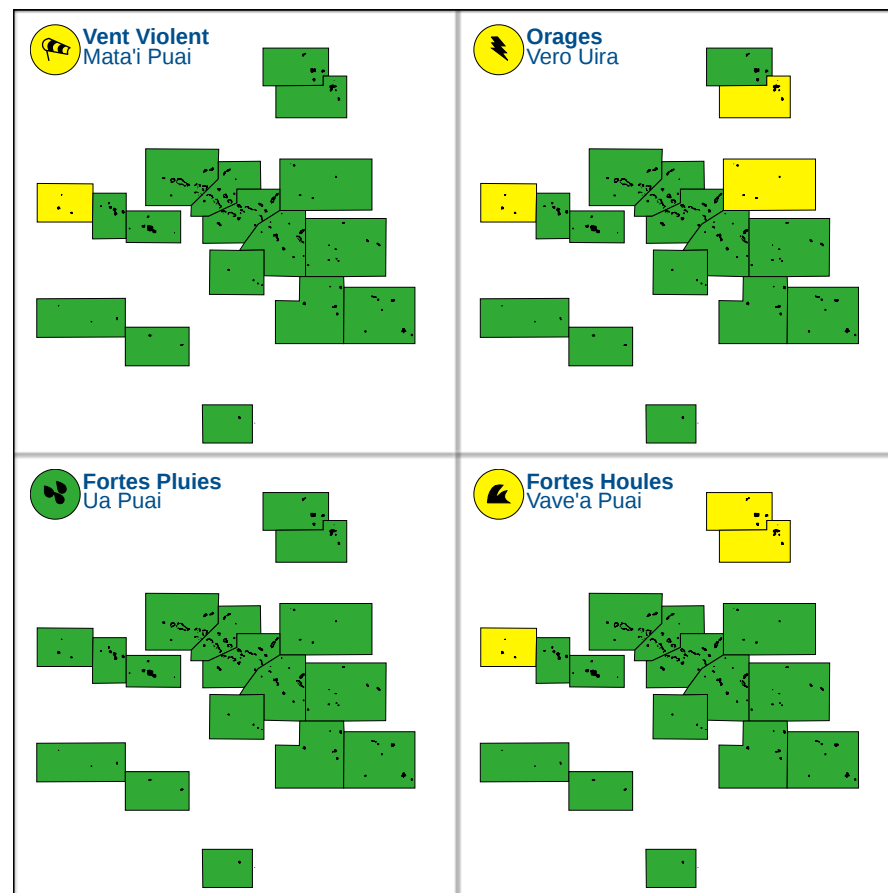 Vent Violent
Mata'i Puai
Orages
Vero Uira
Fortes Pluies
Ua Puai
Fortes Houles
Vave'a Puai